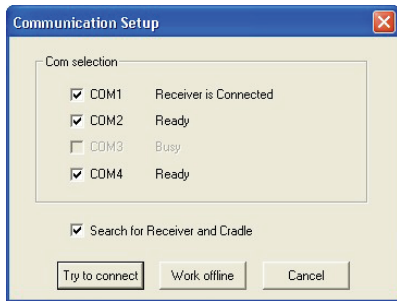 Communication Setup
Com selection
COM1 Receiver is Connected
COM2 Ready
COM3 Busy
COM4 Ready
Search for Receiver and Cradle
Try to connect Work offline Cancel